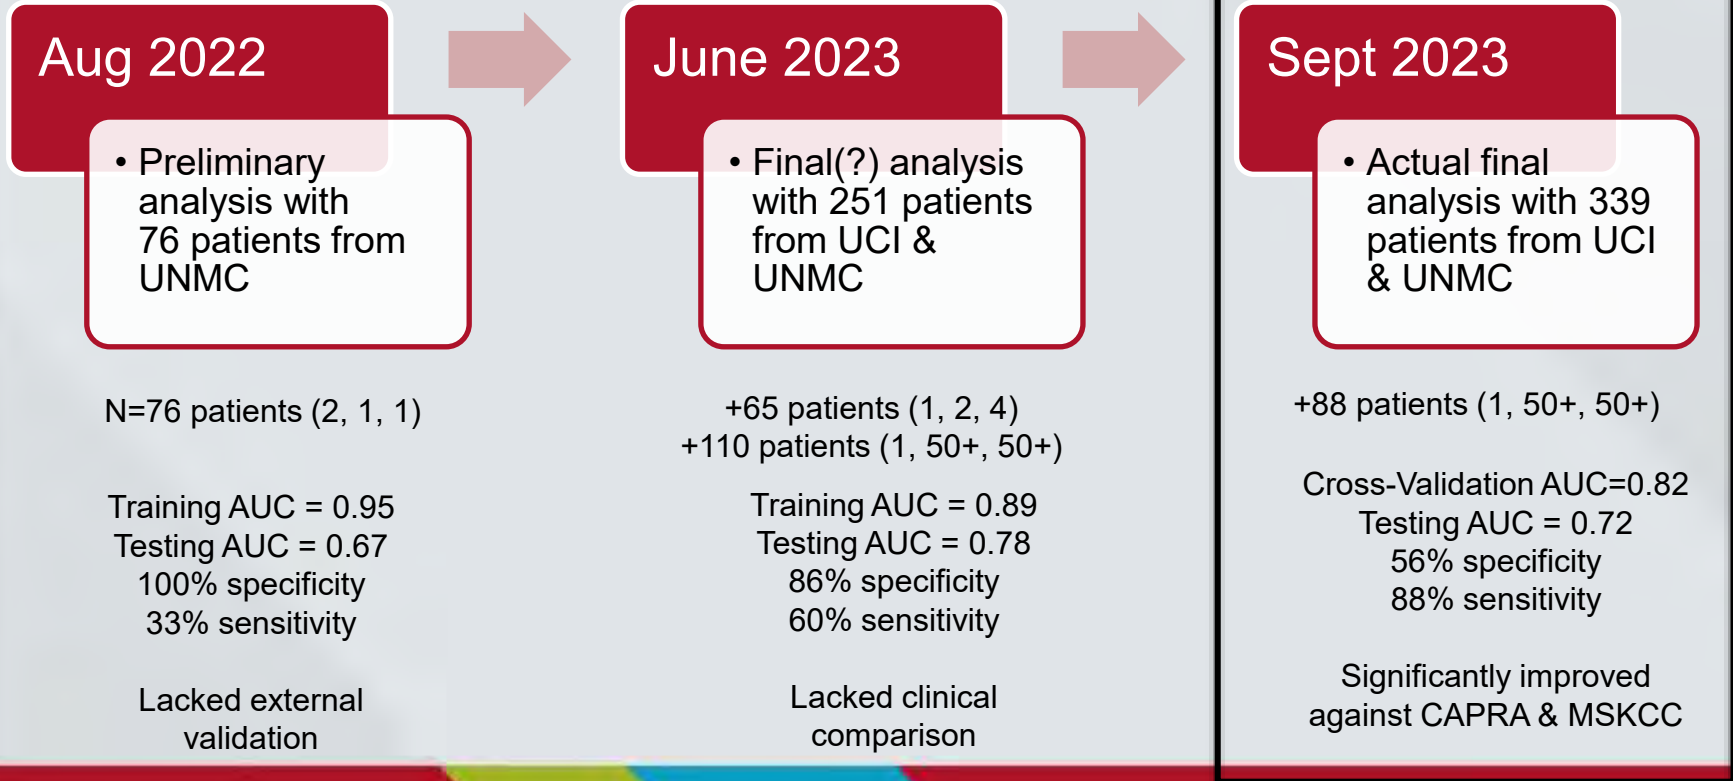 Aug 2022
• Preliminary
analysis with
76 patients from
UNMC
N=76 patients (2, 1, 1)
Training AUC = 0.95
Testing AUC = 0.67
100% specificity
33% sensitivity
Lacked external
validation
June 2023
• Final(?) analysis
with 251 patients
from UCI &
UNMC
+65 patients (1, 2, 4)
+110 patients (1, 50+, 50+)
Training AUC = 0.89
Testing AUC = 0.78
86% specificity
60% sensitivity
Lacked clinical
comparison
Sept 2023
• Actual final
analysis with 339
patients from UCI
& UNMC
+88 patients (1, 50+, 50+)
Cross-Validation AUC=0.82
Testing AUC = 0.72
56% specificity
88% sensitivity
Significantly improved
against CAPRA & MSKCC